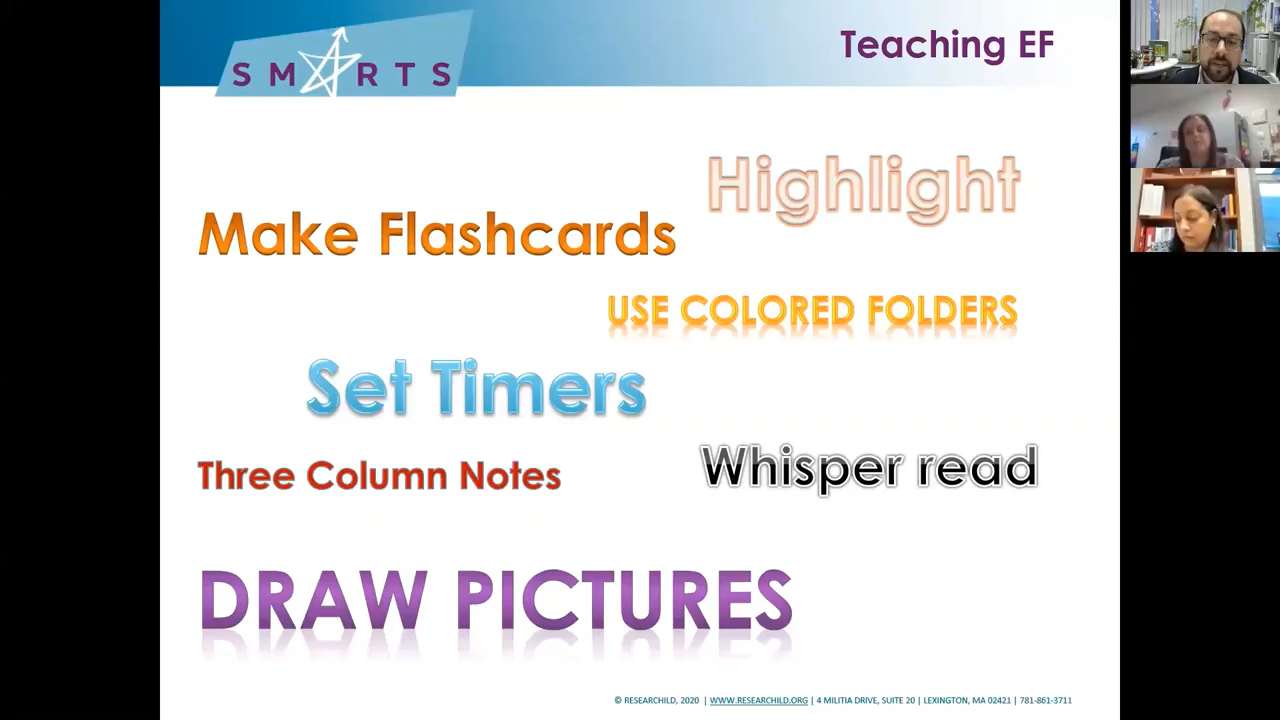 SMARTS
Teaching EF
Highlight
Make Flashcards
USE COLORED FOLDERS
Set Timers
Three Column Notes
Whisper read
DRAW PICTURES
© RESEARCHILD, 2020 | WWW.RESEARCHILD.ORG | 4 MILITIA DRIVE, SUITE 20 | LEXINGTON, MA 02421 | 781-861-3711